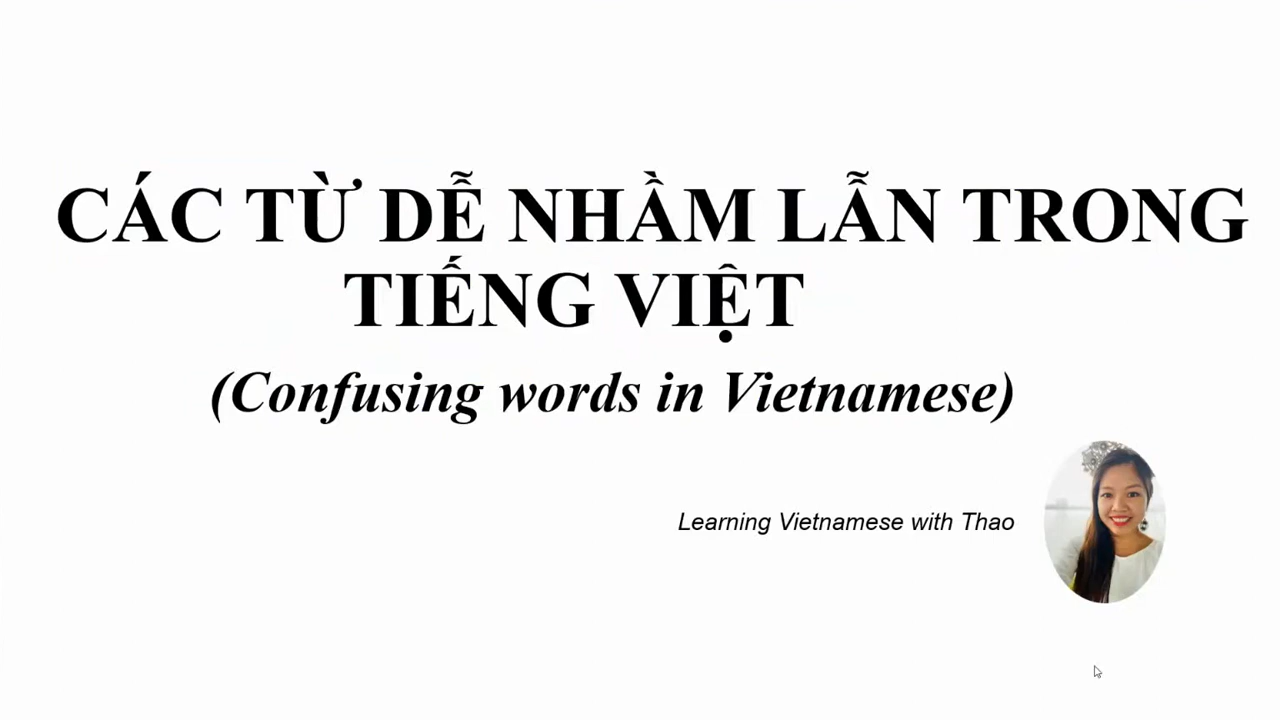 CÁC TỪ DỄ NHẦM LẪN TRONG
TIẾNG VIỆT
(Confusing words in Vietnamese)
Learning Vietnamese with Thao